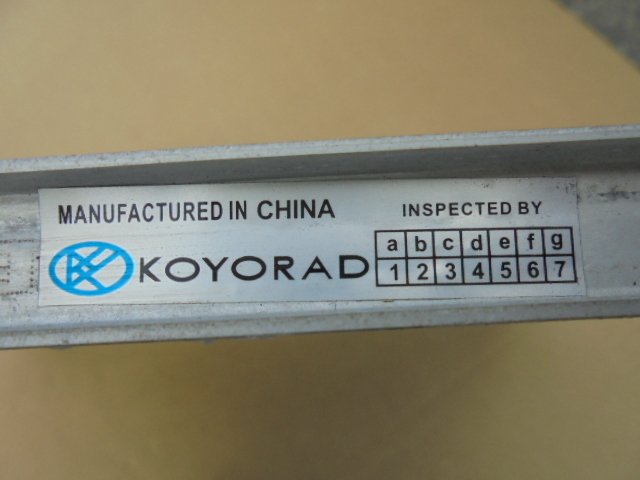 MANUFACTURED IN CHINA
KOYORAD
INSPECTED BY
a b c d e f g
1 2 3 4 5 6 7